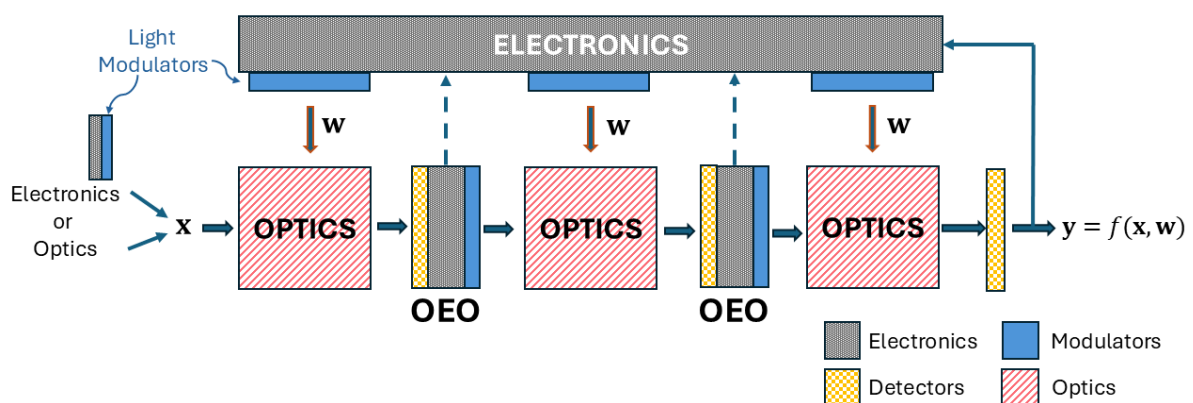 ELECTRONICS
Light
Modulators
w
w
w
Electronics
or
Optics
x
OPTICS
OPTICS
OPTICS
y = f(x, w)
OEO
OEO
Electronics
Modulators
Detectors
Optics